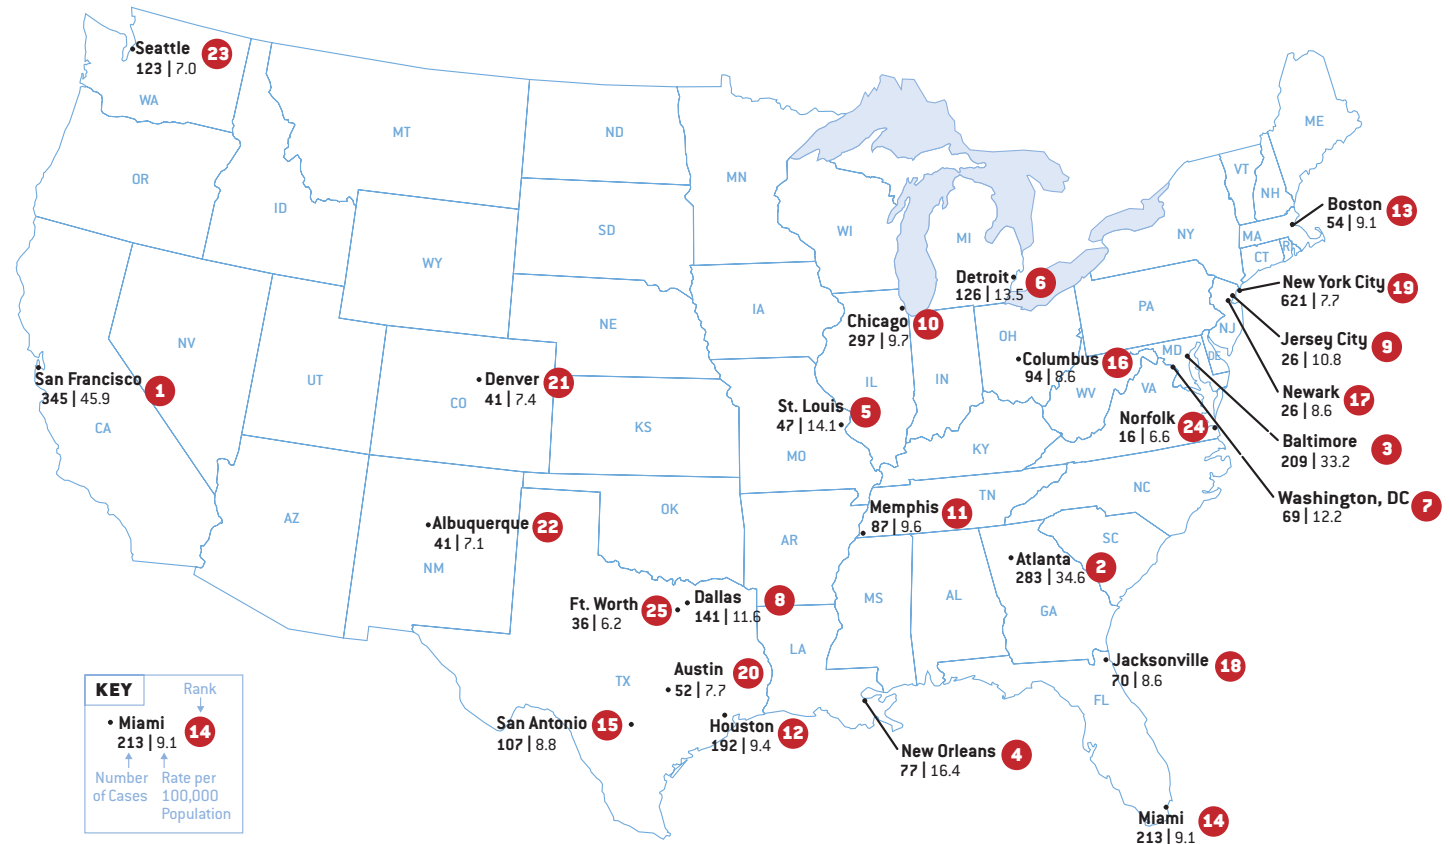 Seattle 23
123 | 7.0
WA
MT
ND
MN
ME
VT
NH
OR
ID
SD
WI
MI
NY
MA
RI
CT
Boston 13
54 | 9.1
WY
Detroit 6
126 | 13.5
New York City 19
621 | 7.7
IA
NE
PA
NJ
Chicago 10
297 | 9.7
OH
Jersey City 9
26 | 10.8
NV
UT
CO
IL
IN
MD
DE
Columbus 16
94 | 8.6
San Francisco 1
345 | 45.9
CA
Denver 21
41 | 7.4
WV
VA
Newark 17
26 | 8.6
St. Louis 5
47 | 14.1
KS
MO
KY
Norfolk 24
16 | 6.6
Baltimore 3
209 | 33.2
AZ
OK
TN
NC
Washington, DC 7
69 | 12.2
Albuquerque 22
41 | 7.1
NM
Memphis 11
87 | 9.6
AR
SC
Atlanta 2
283 | 34.6
MS
AL
GA
Ft. Worth 25
36 | 6.2
Dallas 8
141 | 11.6
LA
Jacksonville 18
70 | 8.6
TX
Austin 20
52 | 7.7
FL
San Antonio 15
107 | 8.8
Houston 12
192 | 9.4
New Orleans 4
77 | 16.4
Miami 14
213 | 9.1
KEY
Rank
Miami 14
213 | 9.1
Number
of Cases
Rate per
100,000
Population